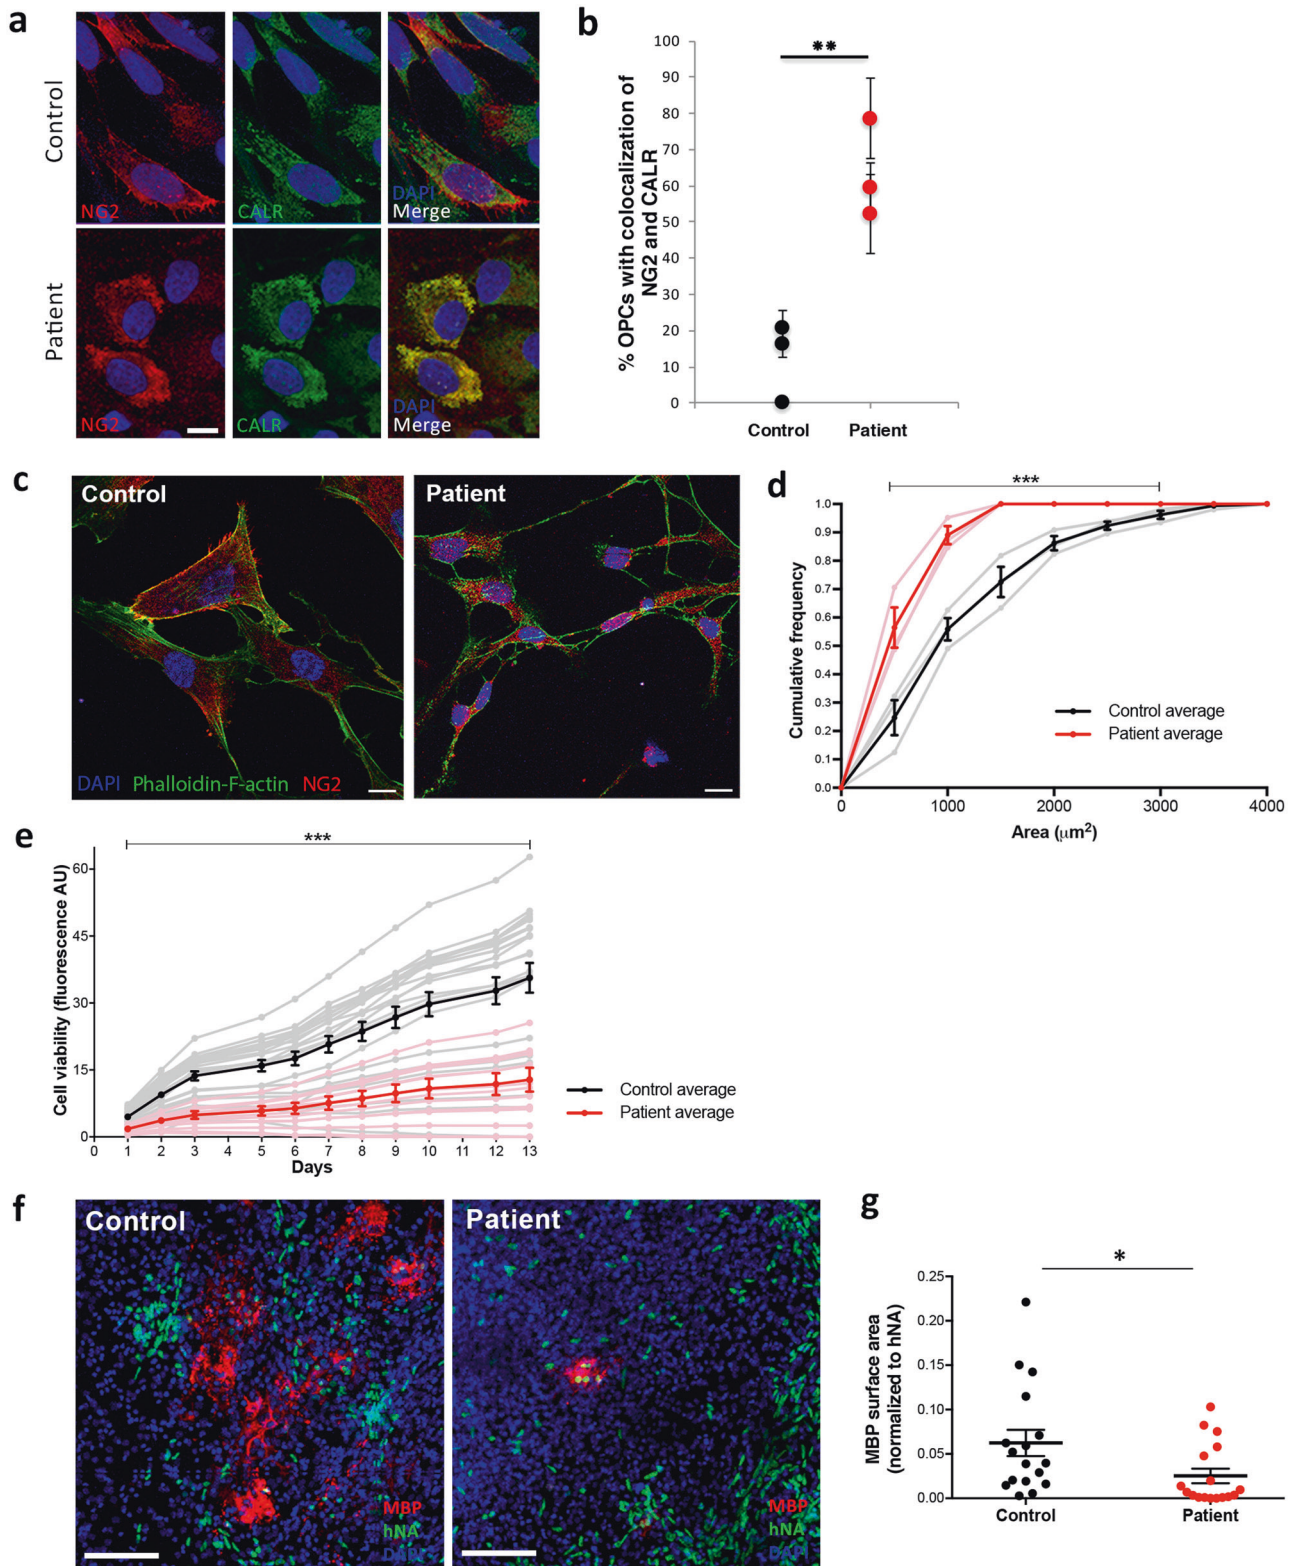 a
Control
NG2
CALR
DAPI
Merge
Patient
NG2
CALR
DAPI
Merge
b
% OPCs with colocalization of
NG2 and CALR
100
90
80
70
60
50
40
30
20
10
0
**
Control Patient
c
Control
DAPI Phalloidin-F-actin NG2
Patient
d
***
Cumulative frequency
1.0
0.9
0.8
0.7
0.6
0.5
0.4
0.3
0.2
0.1
0.0
0 1000 2000 3000 4000
Area (μm²)
Control average
Patient average
e
***
Cell viability (fluorescence AU)
60
45
30
15
0
0 1 2 3 4 5 6 7 8 9 10 11 12 13
Days
Control average
Patient average
f
Control
MBP
hNA
DAPI
Patient
MBP
hNA
DAPI
g
*
MBP surface area
(normalized to hNA)
0.25
0.20
0.15
0.10
0.05
0.00
Control Patient